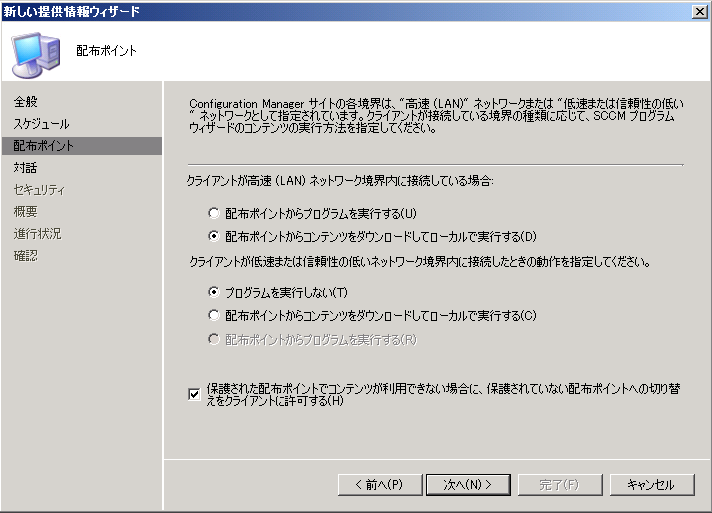 新しい提供情報ウィザード
配布ポイント
全般
スケジュール
配布ポイント
対話
セキュリティ
概要
進行状況
確認
Configuration Manager サイトの各境界は、"高速 (LAN)" ネットワークまたは "低速または信頼性の低い
" ネットワークとして指定されています。クライアントが接続している境界の種類に応じて、SCCM プログラム
ウィザードのコンテンツの実行方法を指定してください。
クライアントが高速 (LAN) ネットワーク境界内に接続している場合:
配布ポイントからプログラムを実行する(U)
配布ポイントからコンテンツをダウンロードしてローカルで実行する(D)
クライアントが低速または信頼性の低いネットワーク境界内に接続したときの動作を指定してください。
プログラムを実行しない(T)
配布ポイントからコンテンツをダウンロードしてローカルで実行する(C)
配布ポイントからプログラムを実行する(R)
保護された配布ポイントでコンテンツが利用できない場合に、保護されていない配布ポイントへの切り替
えをクライアントに許可する(H)
< 前へ(P)
次へ(N) >
完了(F)
キャンセル